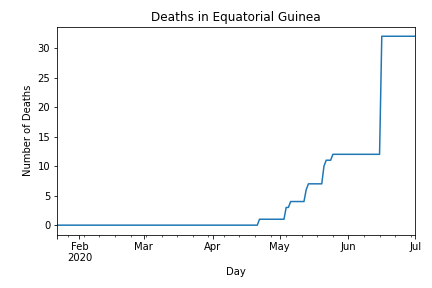 Deaths in Equatorial Guinea
Number of Deaths
30
25
20
15
10
5
0
Feb
2020
Mar
Apr
May
Jun
Jul
Day